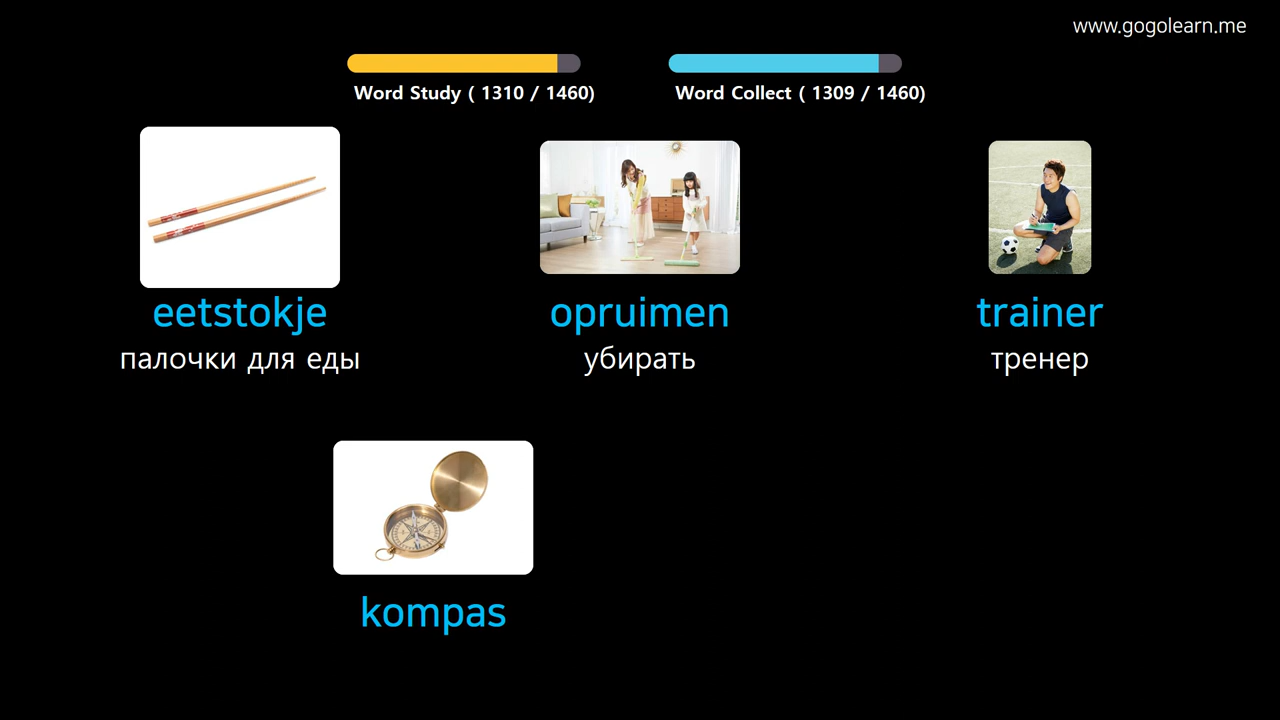 www.gogolearn.me
Word Study ( 1310 / 1460)
Word Collect ( 1309 / 1460)
eetstokje
палочки для еды
opruimen
убирать
trainer
тренер
kompas